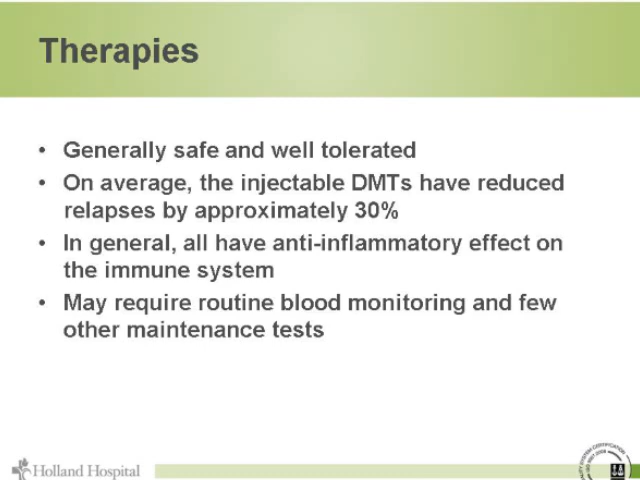 Therapies
• Generally safe and well tolerated
• On average, the injectable DMTs have reduced
relapses by approximately 30%
• In general, all have anti-inflammatory effect on
the immune system
• May require routine blood monitoring and few
other maintenance tests
Holland Hospital